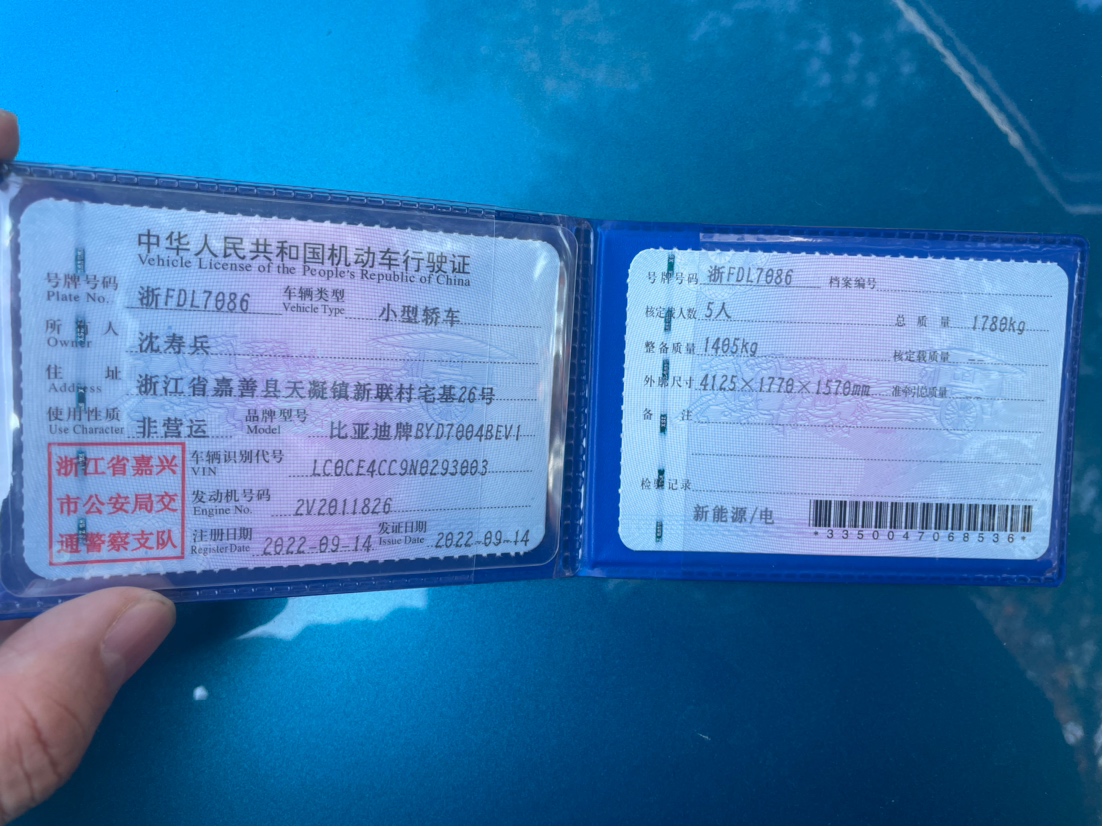 中华人民共和国机动车行驶证
Vehicle License of the People's Republic of China
号牌号码 浙FDL7086 车辆类型 小型轿车
Plate No. Vehicle Type
所有人 沈寿兵
Owner
住址 浙江省嘉善县天凝镇新联村宅基26号
Address
使用性质 非营运 品牌型号 比亚迪牌BYD7004BEV1
Use Character Model
浙江省嘉兴
市公安局交
通警察支队
车辆识别代号 LC0CE4CC9N0293003
VIN
发动机号码 2V2011826
Engine No.
注册日期 2022-09-14 发证日期 2022-09-14
Register Date Issue Date
号牌号码 浙FDL7086 档案编号
核定载人数 5人 总质量 1780kg
整备质量 1405kg 核定载质量 --
外廓尺寸 4125×1770×1570mm 准牵引总质量 --
备注
检验记录
新能源/电
*3350047068536*